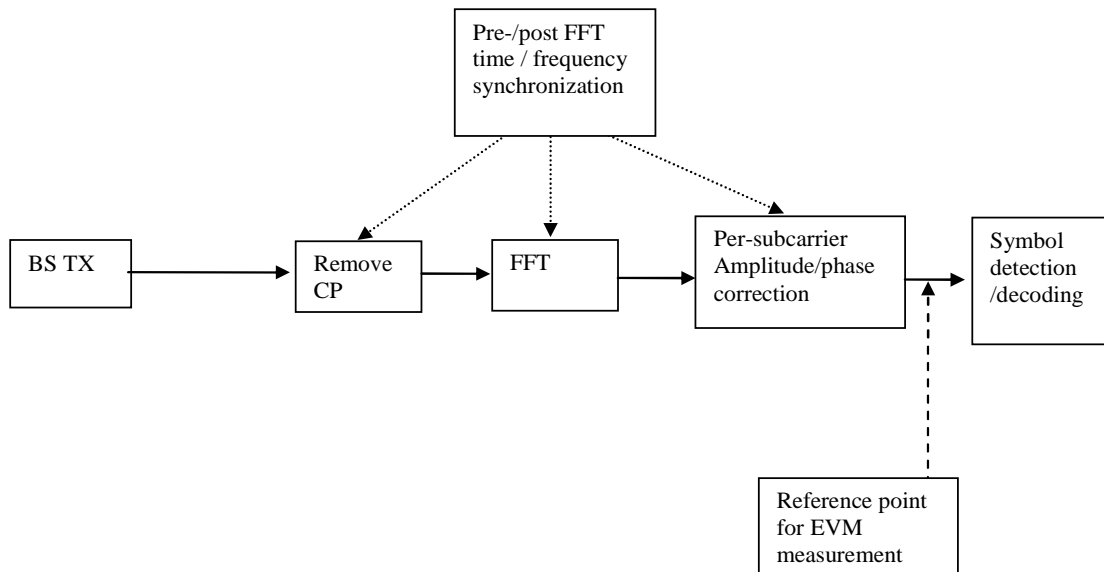 Pre-/post FFT
time / frequency
synchronization
BS TX
Remove
CP
FFT
Per-subcarrier
Amplitude/phase
correction
Symbol
detection
/decoding
Reference point
for EVM
measurement